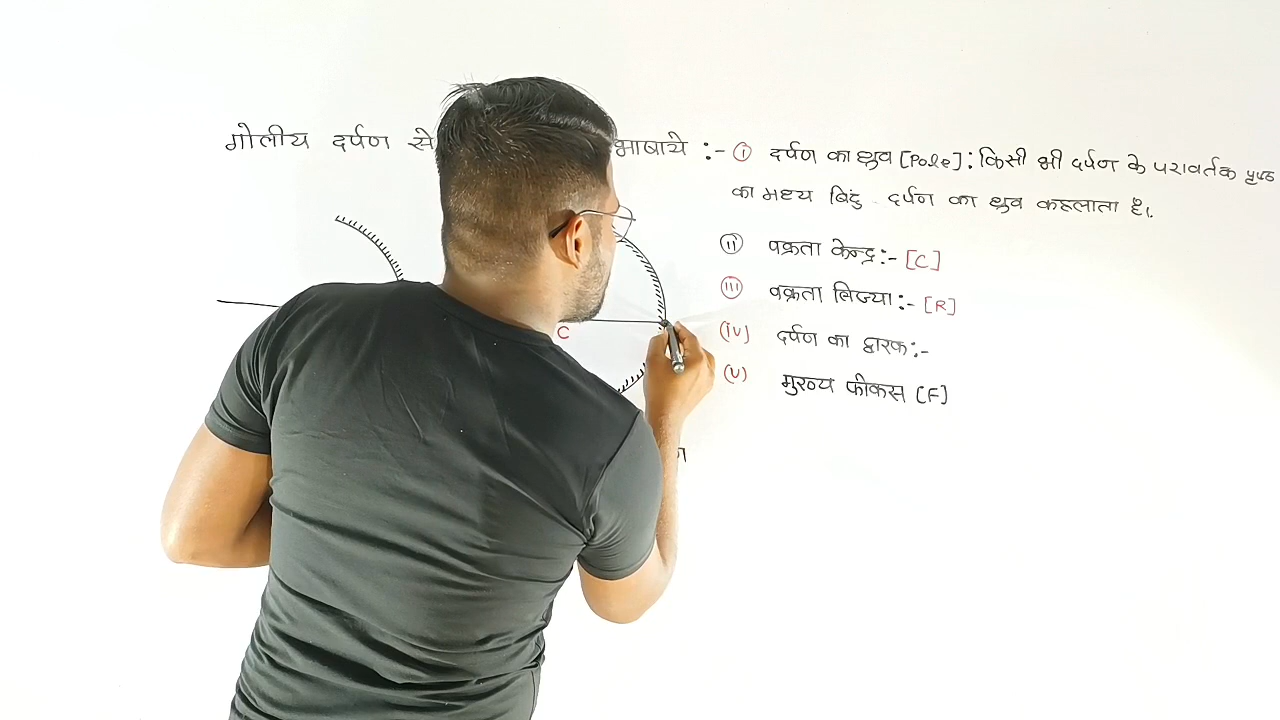 गोलीय दर्पण से भाषाये :- (i) दर्पण का ध्रुव [Pole] : किसी भी दर्पण के परावर्तक पृष्ठ
का मध्य बिंदु दर्पण का ध्रुव कहलाता है।
(ii) वक्रता केन्द्र :- [C]
(iii) वक्रता त्रिज्या :- [R]
C
(iv) दर्पण का द्वारक :-
(v) मुख्य फोकस [F]